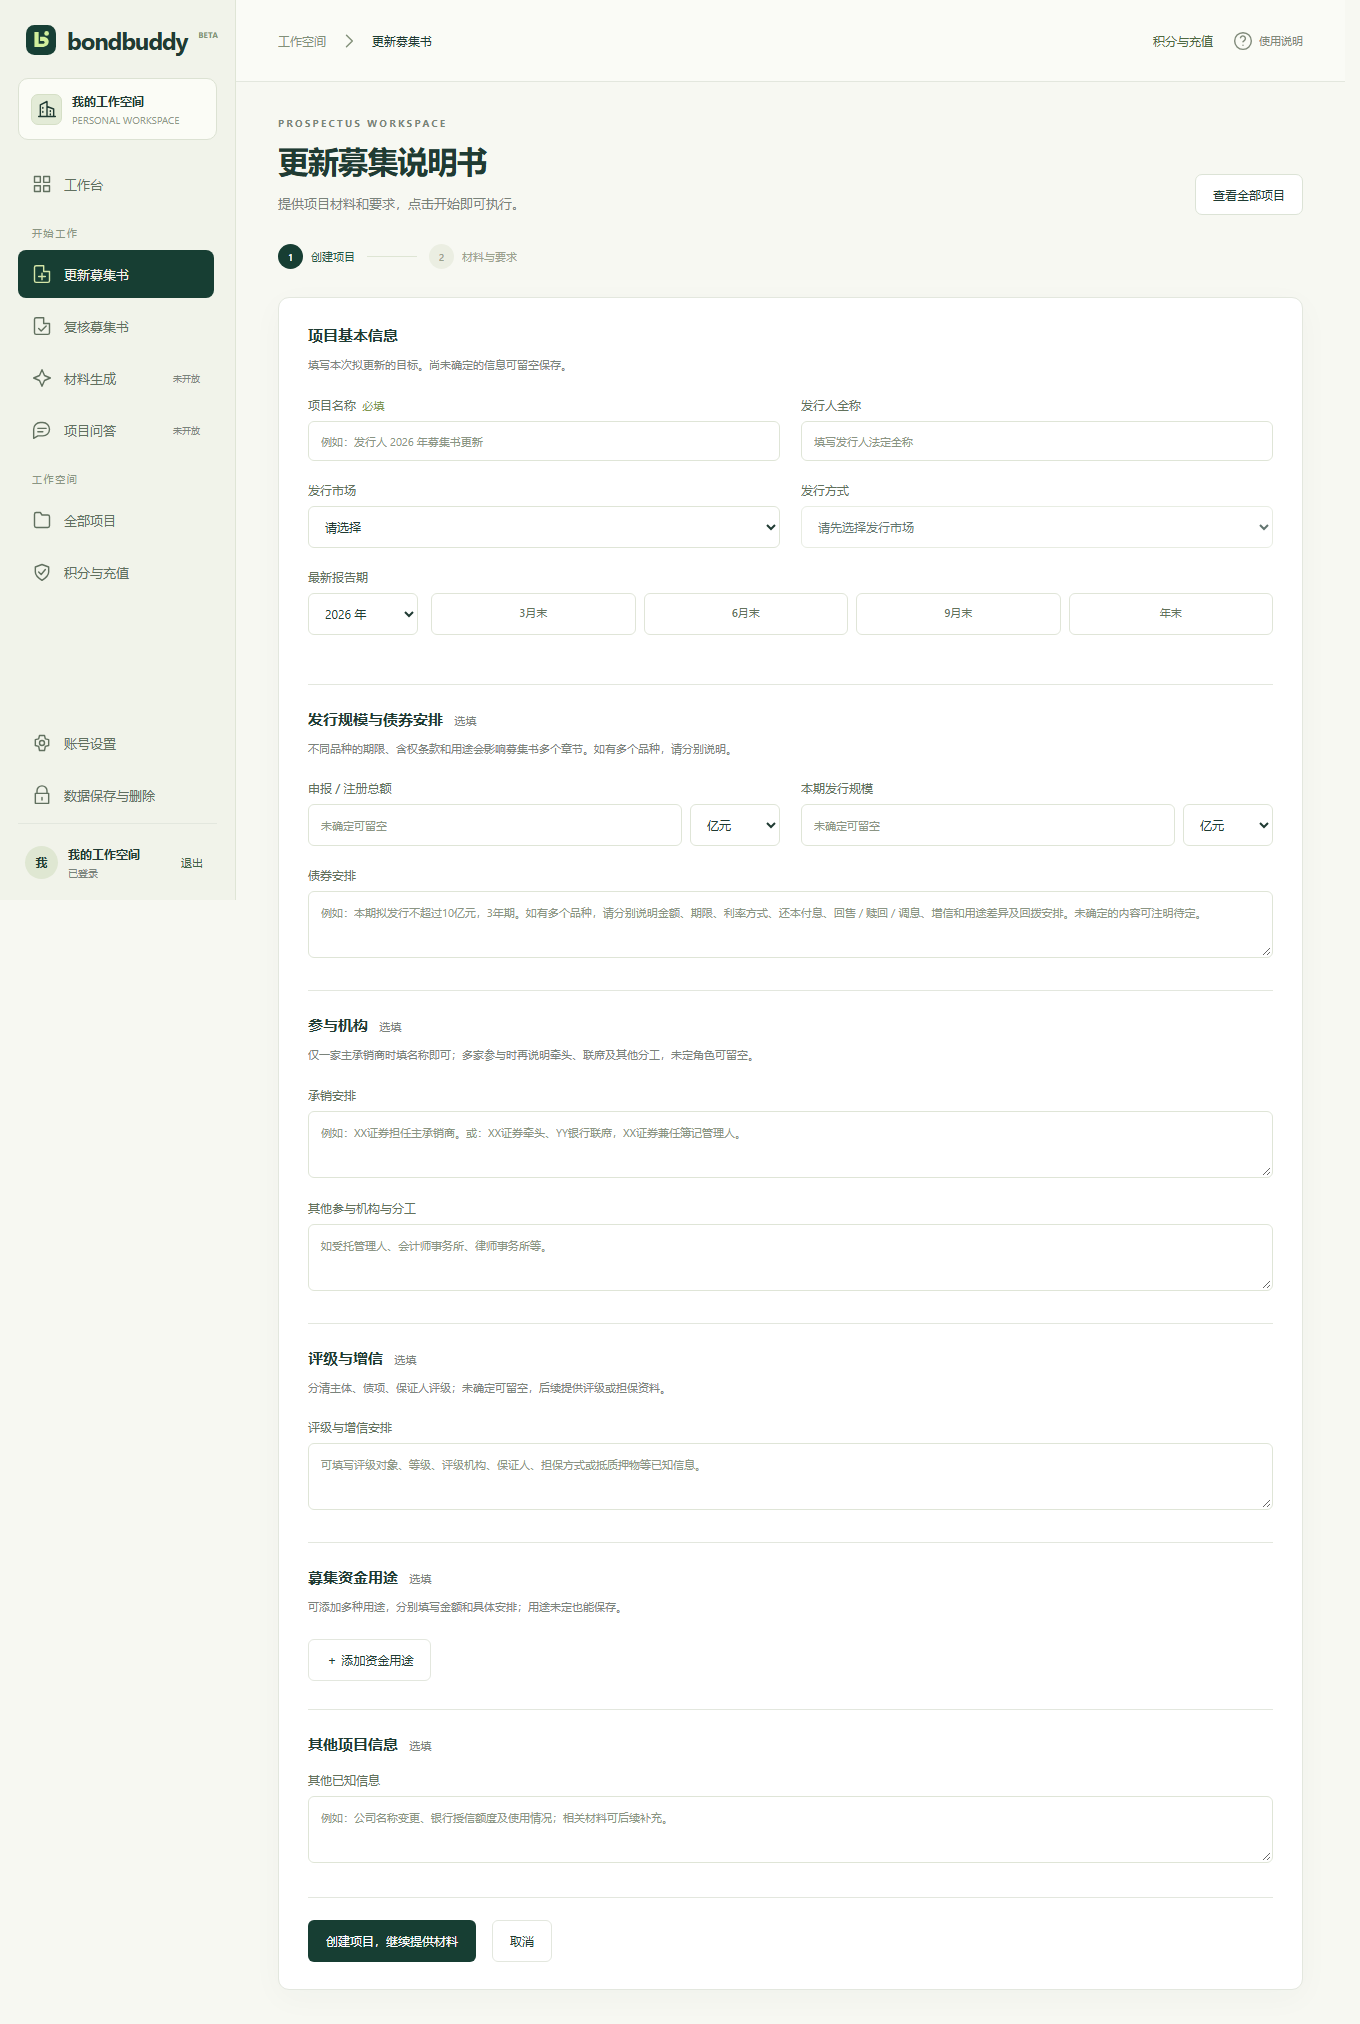 bondbuddy BETA
我的工作空间
PERSONAL WORKSPACE
工作台
开始工作
更新募集书
复核募集书
材料生成 未开放
项目问答 未开放
工作空间
全部项目
积分与充值
账号设置
数据保存与删除
我 我的工作空间 退出
已登录
工作空间 更新募集书
积分与充值 使用说明
PROSPECTUS WORKSPACE
更新募集说明书
提供项目材料和要求，点击开始即可执行。
查看全部项目
1 创建项目 2 材料与要求
项目基本信息
填写本次拟更新的目标。尚未确定的信息可留空保存。
项目名称 必填 发行人全称
例如：发行人 2026 年募集书更新 填写发行人法定全称
发行市场 发行方式
请选择 请先选择发行市场
最新报告期
2026 年 3月末 6月末 9月末 年末
发行规模与债券安排 选填
不同品种的期限、含权条款和用途会影响募集书多个章节。如有多个品种，请分别说明。
申报 / 注册总额 本期发行规模
未确定可留空 亿元 未确定可留空 亿元
债券安排
例如：本期拟发行不超过10亿元，3年期。如有多个品种，请分别说明金额、期限、利率方式、还本付息、回售 / 赎回 / 调息、增信和用途差异及回拨安排。未确定的内容可注明待定。
参与机构 选填
仅一家主承销商时填名称即可；多家参与时再说明牵头、联席及其他分工，未定角色可留空。
承销安排
例如：XX证券担任主承销商。或：XX证券牵头、YY银行联席，XX证券兼任簿记管理人。
其他参与机构与分工
如受托管理人、会计师事务所、律师事务所等。
评级与增信 选填
分清主体、债项、保证人评级；未确定可留空，后续提供评级或担保资料。
评级与增信安排
可填写评级对象、等级、评级机构、保证人、担保方式或抵质押物等已知信息。
募集资金用途 选填
可添加多种用途，分别填写金额和具体安排；用途未定也能保存。
+ 添加资金用途
其他项目信息 选填
其他已知信息
例如：公司名称变更、银行授信额度及使用情况；相关材料可后续补充。
创建项目，继续提供材料 取消